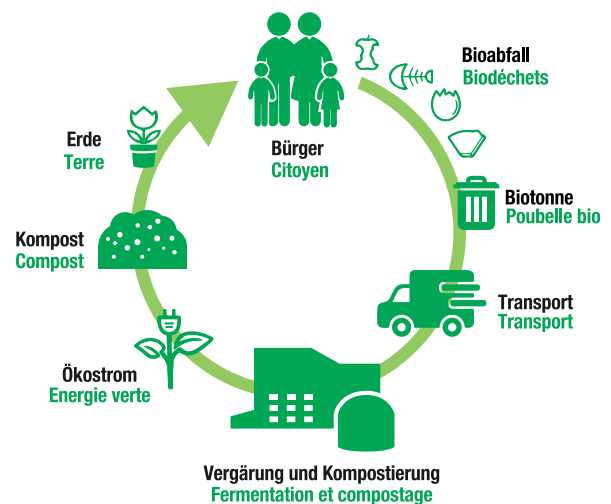 Bürger
Citoyen
Bioabfall
Biodéchets
Biotonne
Poubelle bio
Transport
Transport
Vergärung und Kompostierung
Fermentation et compostage
Ökostrom
Energie verte
Kompost
Compost
Erde
Terre